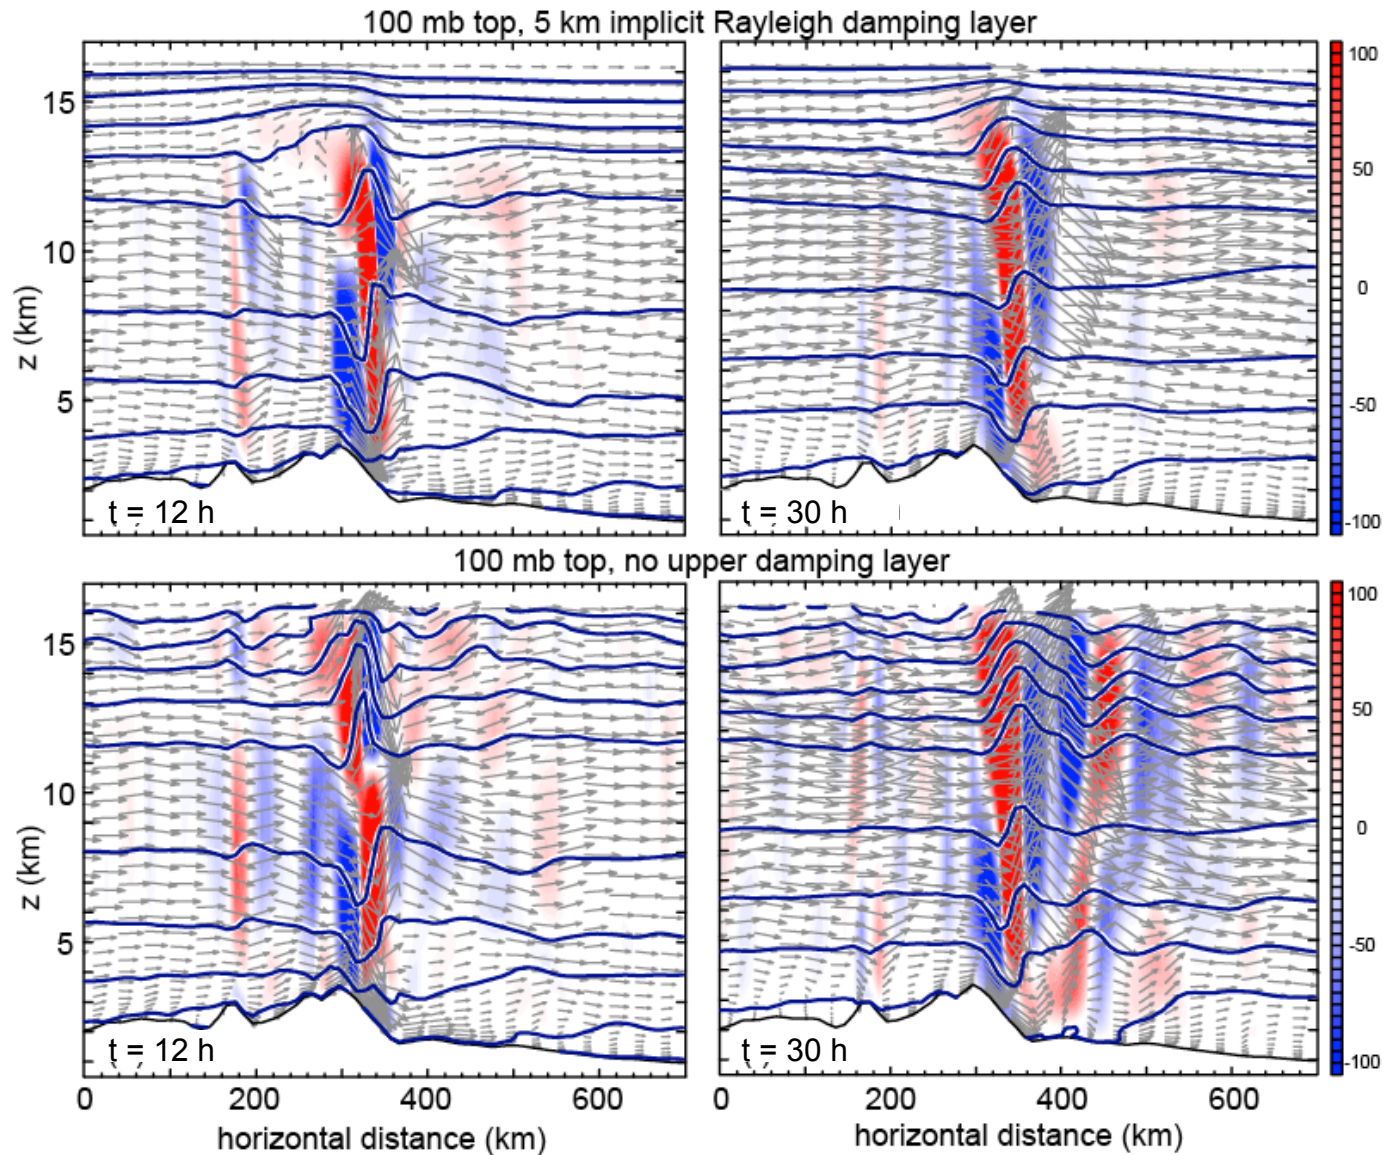 100 mb top, 5 km implicit Rayleigh damping layer
z (km)
15
10
5
t = 12 h
t = 30 h
100
50
0
-50
-100
100 mb top, no upper damping layer
z (km)
15
10
5
t = 12 h
t = 30 h
100
50
0
-50
-100
0 200 400 600
0 200 400 600
horizontal distance (km)
horizontal distance (km)